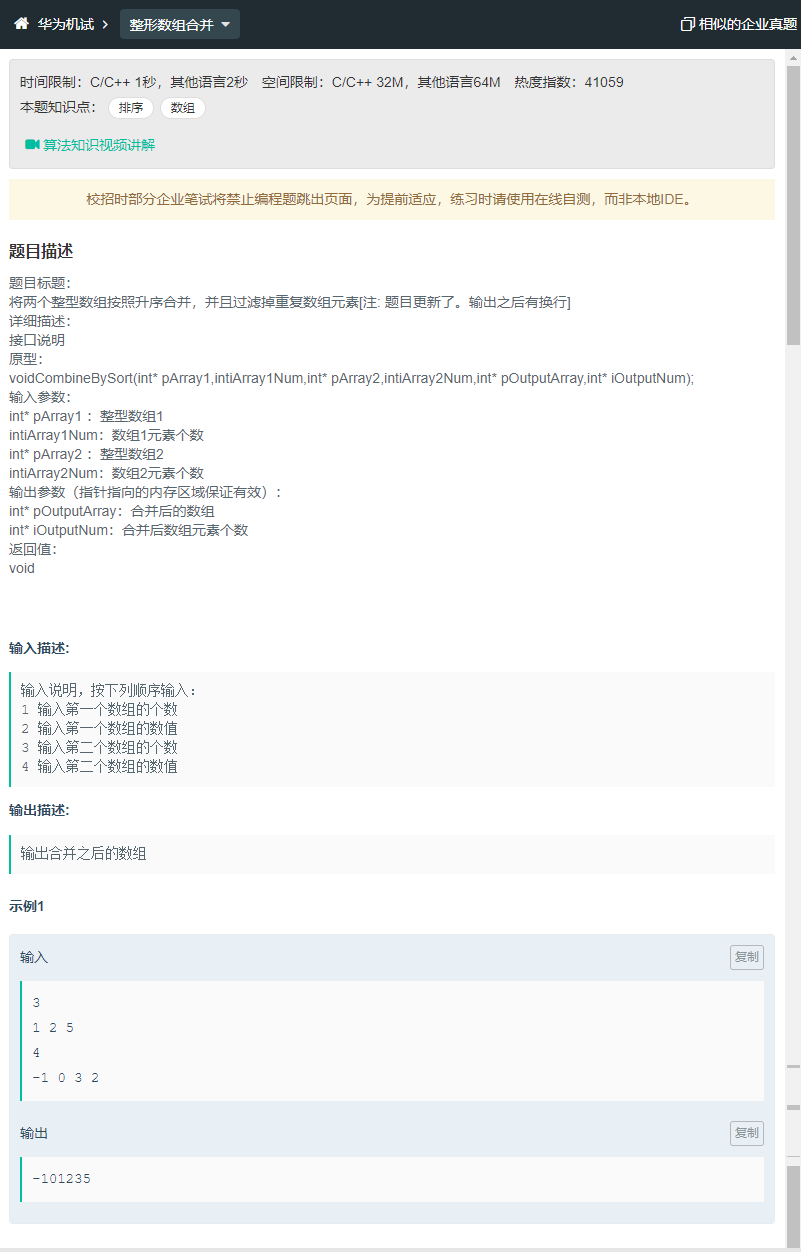 华为机试 整形数组合并 相似的企业真题
时间限制：C/C++ 1秒，其他语言2秒 空间限制：C/C++ 32M，其他语言64M 热度指数：41059
本题知识点： 排序 数组
算法知识视频讲解
校招时部分企业笔试将禁止编程题跳出页面，为提前适应，练习时请使用在线自测，而非本地IDE。
题目描述
题目标题：
将两个整型数组按照升序合并，并且过滤掉重复数组元素[注: 题目更新了。输出之后有换行]
详细描述：
接口说明
原型：
voidCombineBySort(int* pArray1,intiArray1Num,int* pArray2,intiArray2Num,int* pOutputArray,int* iOutputNum);
输入参数：
int* pArray1 ：整型数组1
intiArray1Num：数组1元素个数
int* pArray2 ：整型数组2
intiArray2Num：数组2元素个数
输出参数（指针指向的内存区域保证有效）：
int* pOutputArray：合并后的数组
int* iOutputNum：合并后数组元素个数
返回值：
void
输入描述:
输入说明，按下列顺序输入：
1 输入第一个数组的个数
2 输入第一个数组的数值
3 输入第二个数组的个数
4 输入第二个数组的数值
输出描述:
输出合并之后的数组
示例1
输入 复制
3
1 2 5
4
-1 0 3 2
输出 复制
-101235